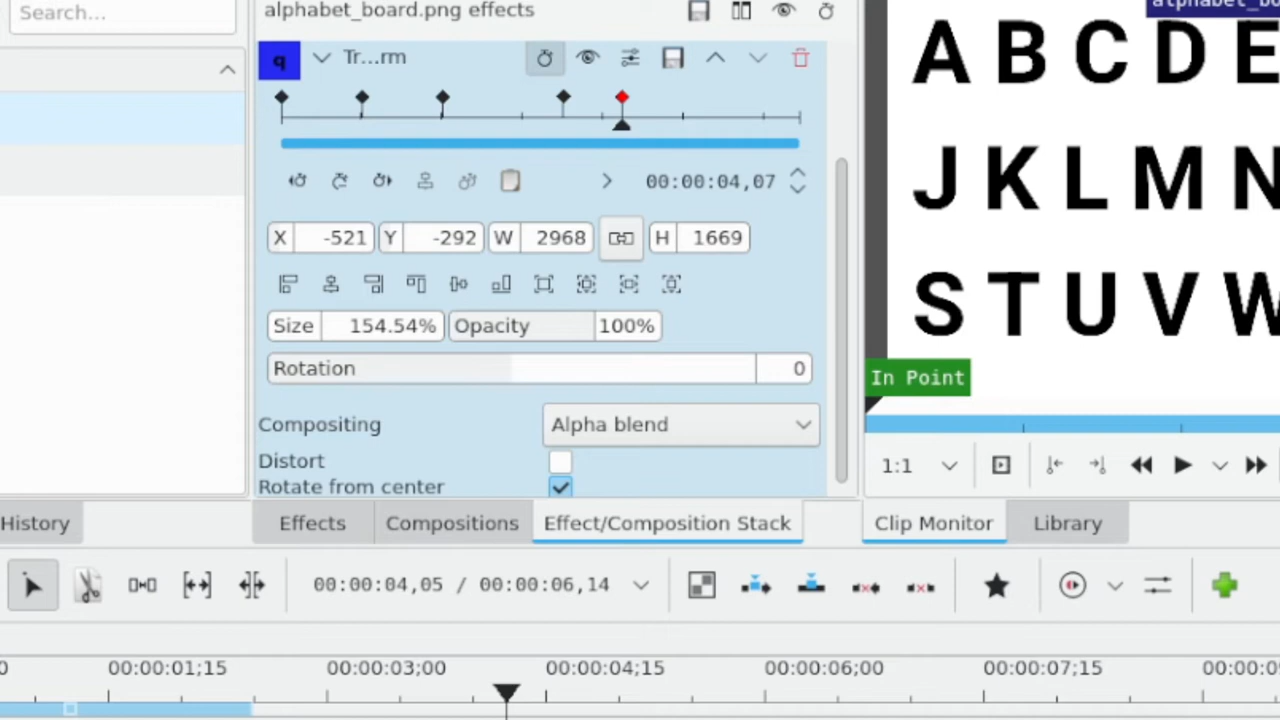 Search...
alphabet_board.png effects
q Tr...rm
00:00:04,07
X -521 Y -292 W 2968 H 1669
Size 154.54% Opacity 100%
Rotation 0
Compositing Alpha blend
Distort
Rotate from center
A B C D E
J K L M N
S T U V W
In Point
1:1
History Effects Compositions Effect/Composition Stack Clip Monitor Library
00:00:04,05 / 00:00:06,14
00:00:01;15 00:00:03;00 00:00:04;15 00:00:06;00 00:00:07;15